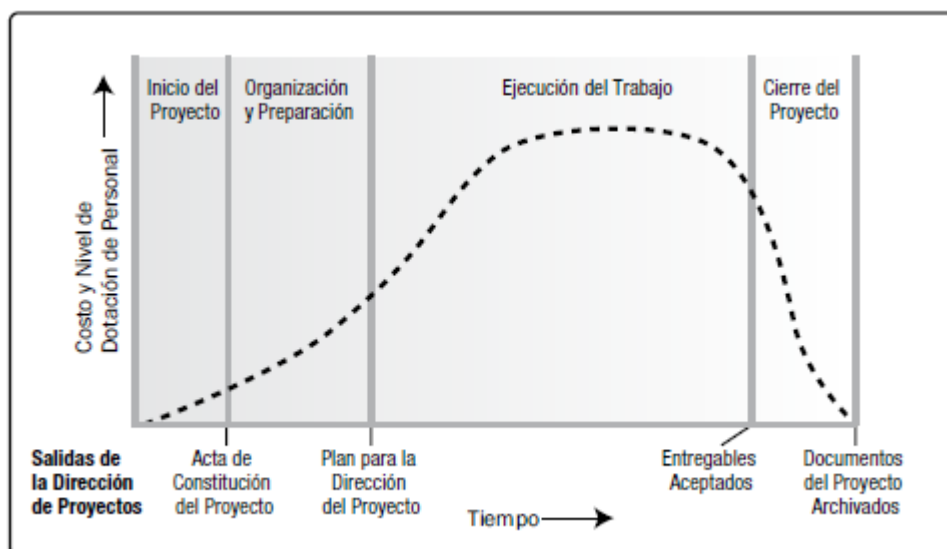 Inicio del
Proyecto
Organización
y Preparación
Ejecución del Trabajo
Cierre del
Proyecto
Costo y Nivel de
Dotación de Personal
Salidas de
la Dirección
de Proyectos
Acta de
Constitución
del Proyecto
Plan para la
Dirección
del Proyecto
Entregables
Aceptados
Documentos
del Proyecto
Archivados
Tiempo